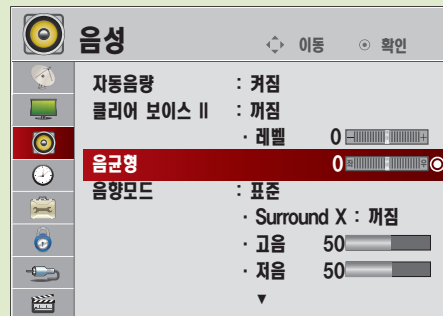 음성
이동 확인
자동음량 : 켜짐
클리어 보이스 II : 꺼짐
· 레벨 0 - +
음균형 0 좌 우
음향모드 : 표준
· Surround X : 꺼짐
· 고음 50
· 저음 50
▼